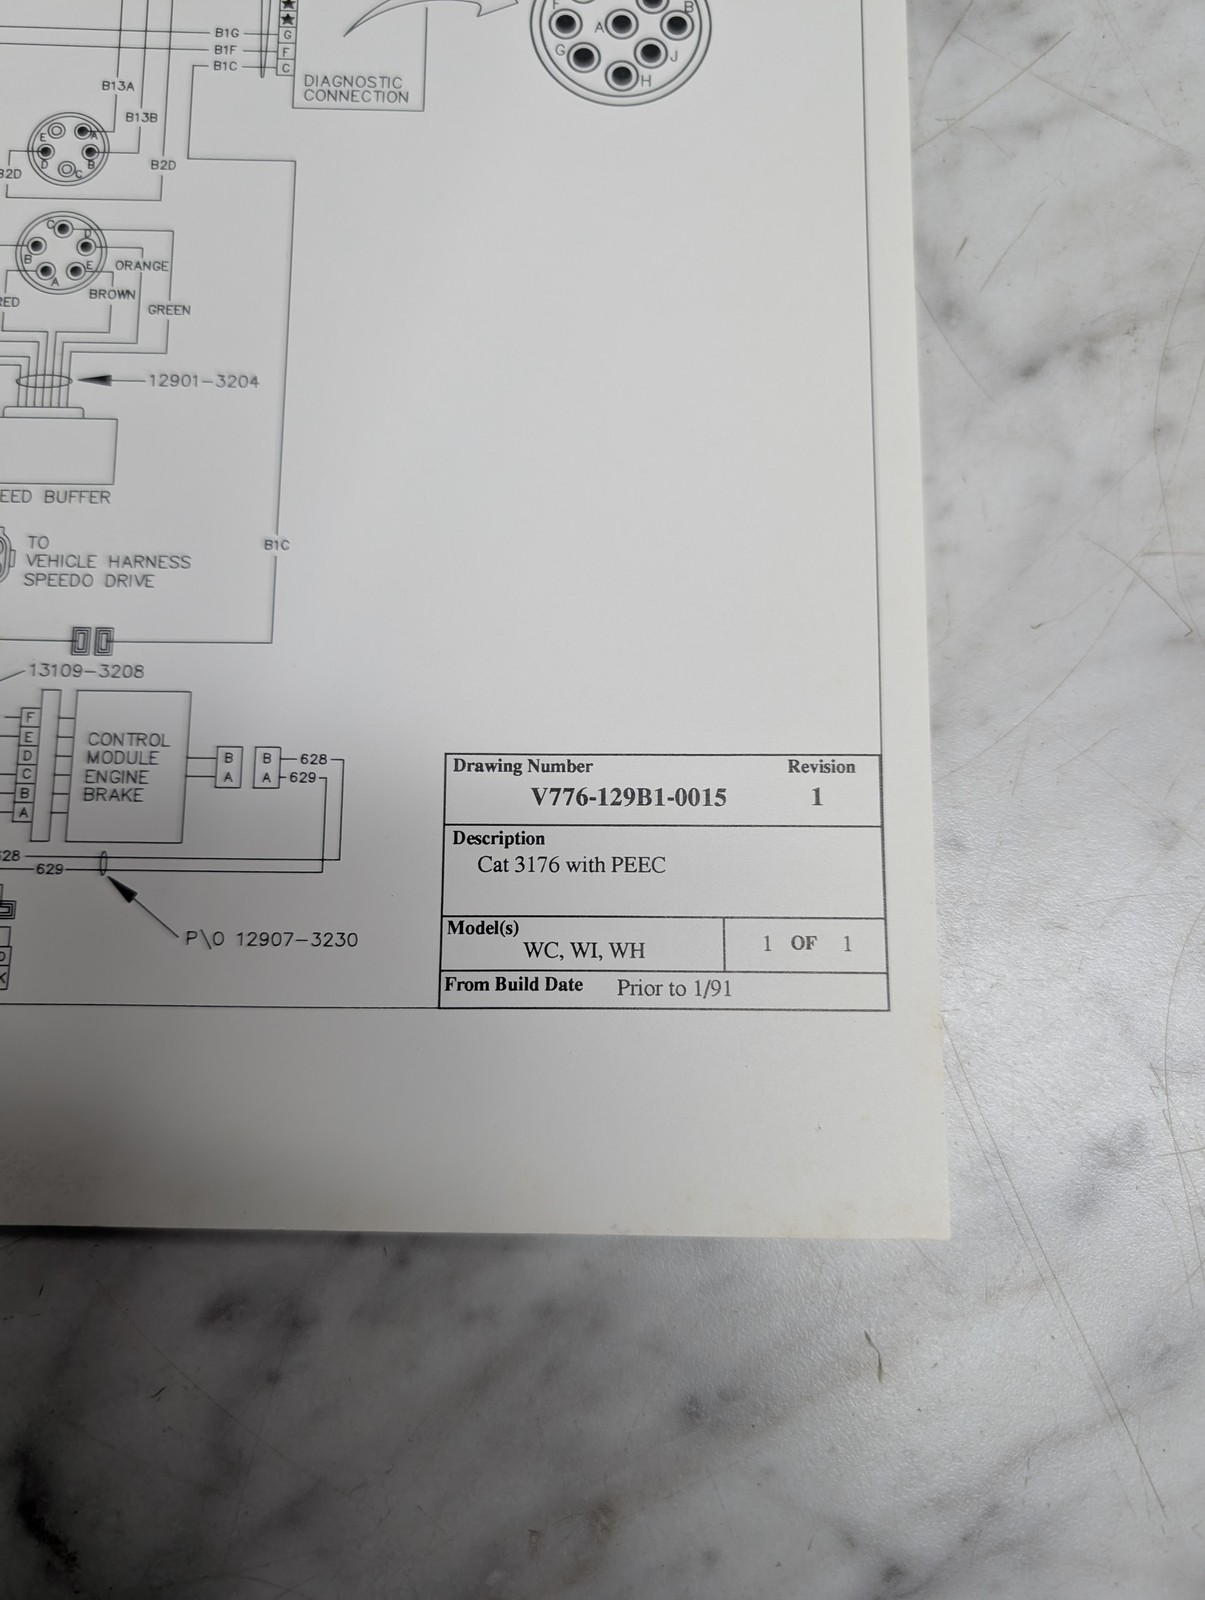 F
B
A
G
J
H
B1G
G
B1F
F
B1C
C
DIAGNOSTIC
CONNECTION
B13A
B13B
E
A
D
B
C
B2D
B2D
C
D
B
E
A
ORANGE
BROWN
GREEN
12901-3204
EED BUFFER
TO
VEHICLE HARNESS
SPEEDO DRIVE
B1C
13109-3208
F
E
D
C
B
A
CONTROL
MODULE
ENGINE
BRAKE
B B 628
A A 629
28
629
P\O 12907-3230
Drawing Number Revision
V776-129B1-0015 1
Description
Cat 3176 with PEEC
Model(s)
WC, WI, WH 1 OF 1
From Build Date Prior to 1/91